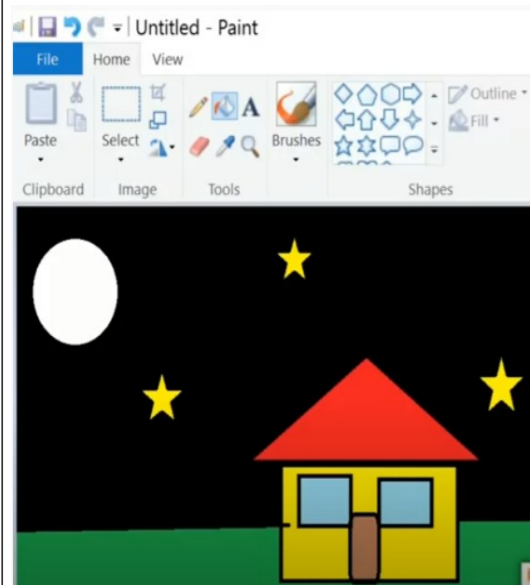 Untitled - Paint
File Home View
Paste Select Brushes Outline
Fill
A
Clipboard Image Tools Shapes